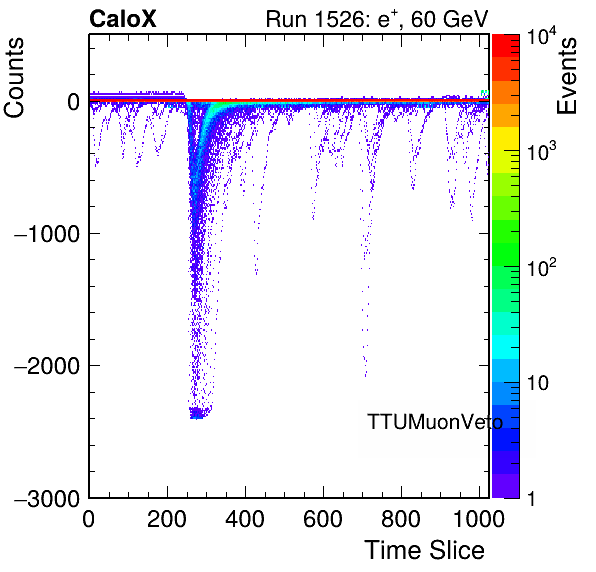 CaloX Run 1526: e⁺, 60 GeV
Counts
0
−1000
−2000
−3000
0 200 400 600 800 1000
Time Slice
TTUMuonVeto
10⁴
10³
10²
10
1
Events